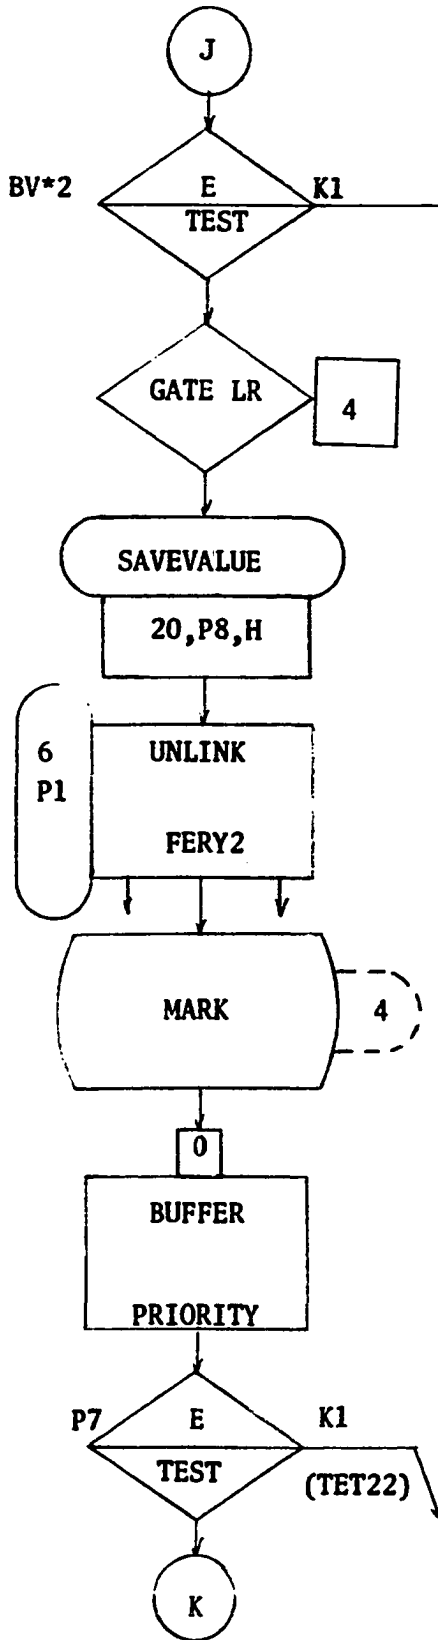 J
BV*2 E K1
TEST
GATE LR 4
SAVEVALUE
20,P8,H
6 UNLINK
P1
FERY2
MARK 4
0
BUFFER
PRIORITY
P7 E K1
TEST (TET22)
K